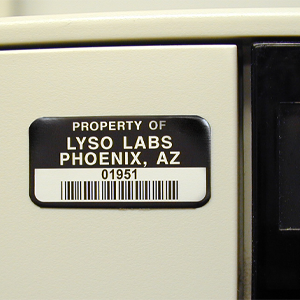 PROPERTY OF
LYSO LABS
PHOENIX, AZ
01951